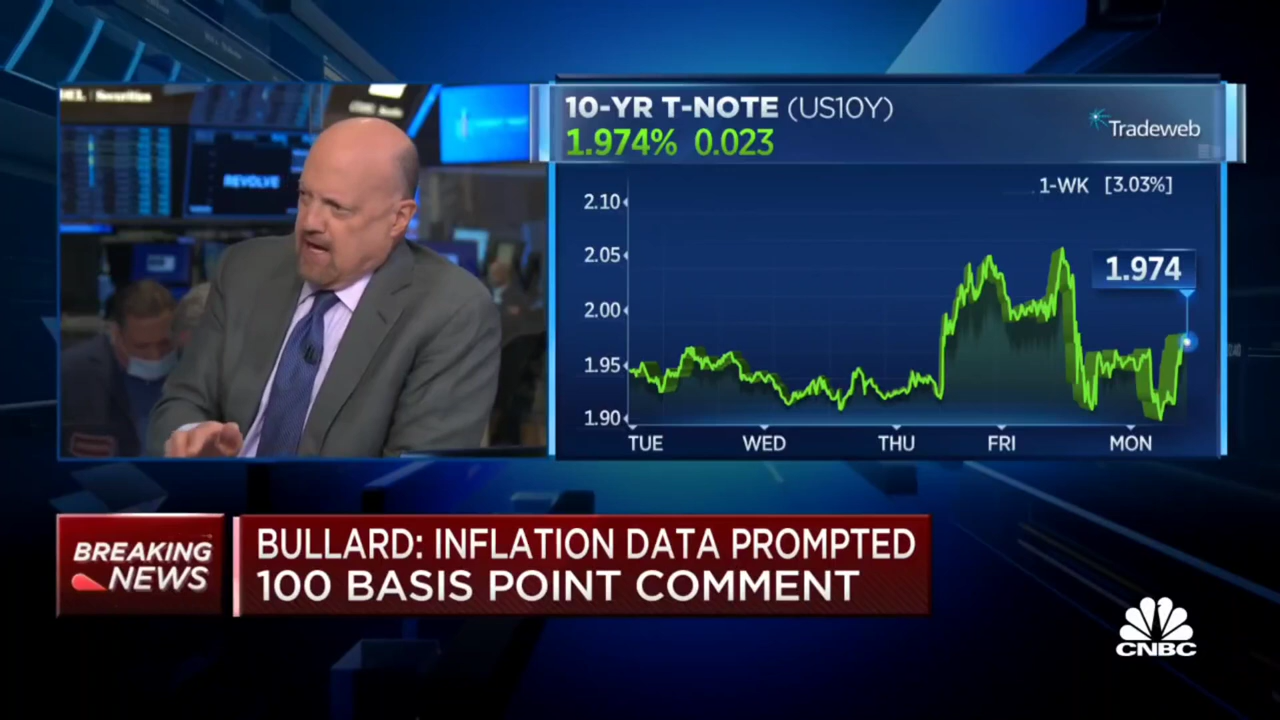 Securities
REVOLVE
10-YR T-NOTE (US10Y)
1.974% 0.023
Tradeweb
1-WK [3.03%]
2.10
2.05
2.00
1.95
1.90
1.974
TUE WED THU FRI MON
BREAKING NEWS
BULLARD: INFLATION DATA PROMPTED
100 BASIS POINT COMMENT
CNBC